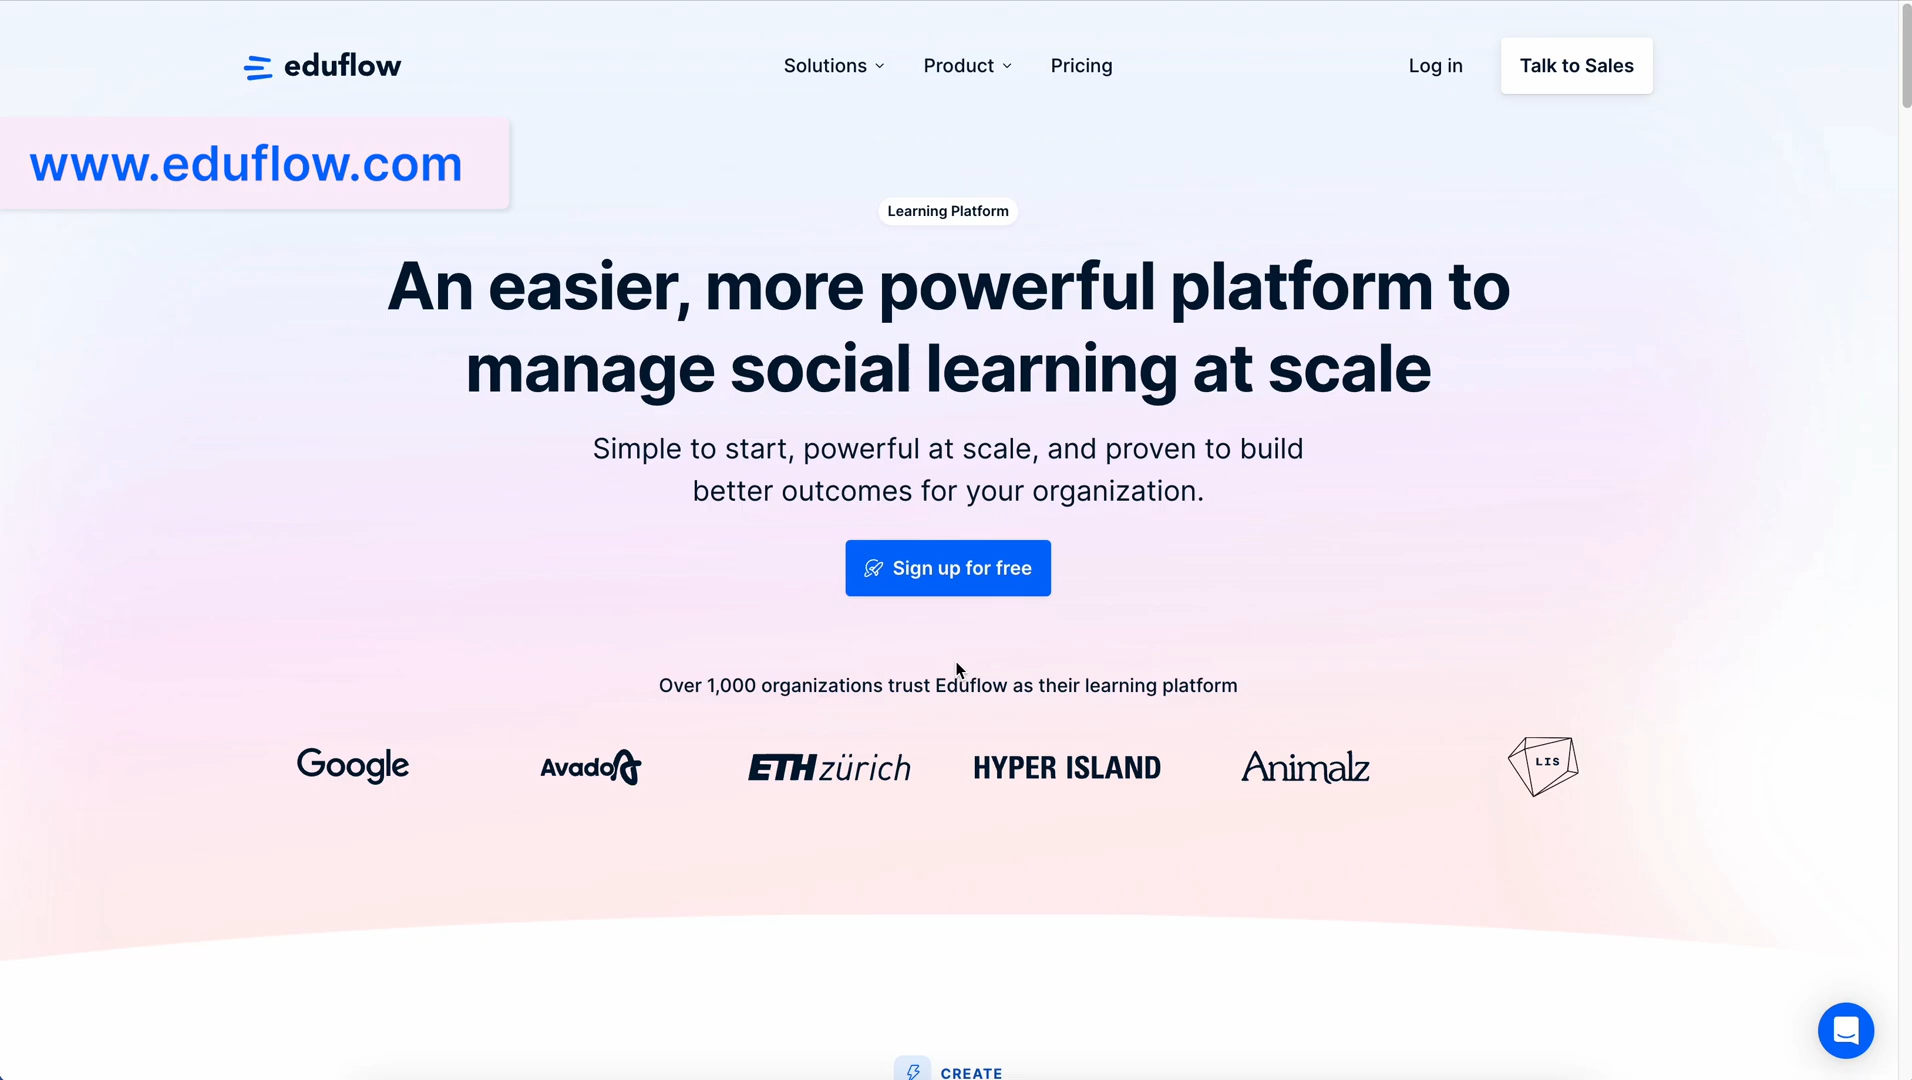 eduflow
Solutions
Product
Pricing
Log in
Talk to Sales
www.eduflow.com
Learning Platform
An easier, more powerful platform to
manage social learning at scale
Simple to start, powerful at scale, and proven to build
better outcomes for your organization.
Sign up for free
Over 1,000 organizations trust Eduflow as their learning platform
Google
Avado
ETH zürich
HYPER ISLAND
Animalz
LIS
CREATE